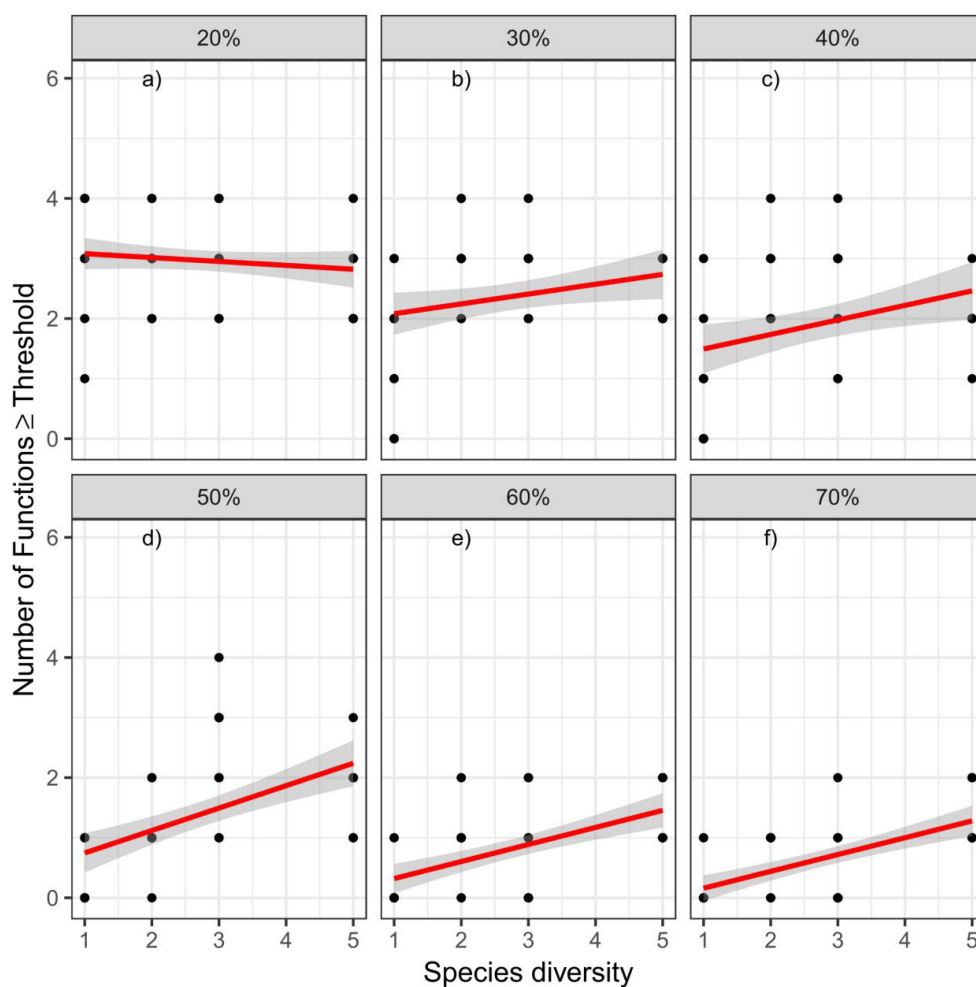 20% 30% 40%
a) b) c)
6
4
2
0
50% 60% 70%
d) e) f)
6
4
2
0
1 2 3 4 5 1 2 3 4 5 1 2 3 4 5
Number of Functions ≥ Threshold
Species diversity